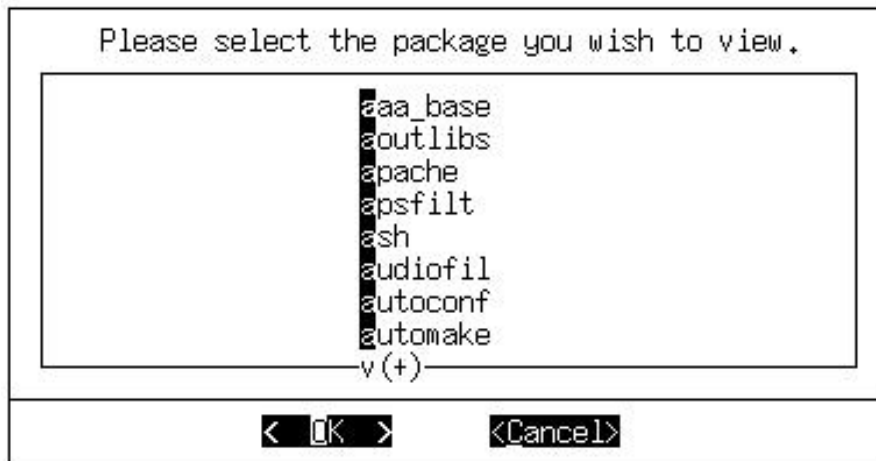 Please select the package you wish to view.
aaa_base
aoutlibs
apache
apsfilt
ash
audiofil
autoconf
automake
v(+)
< OK > <Cancel>